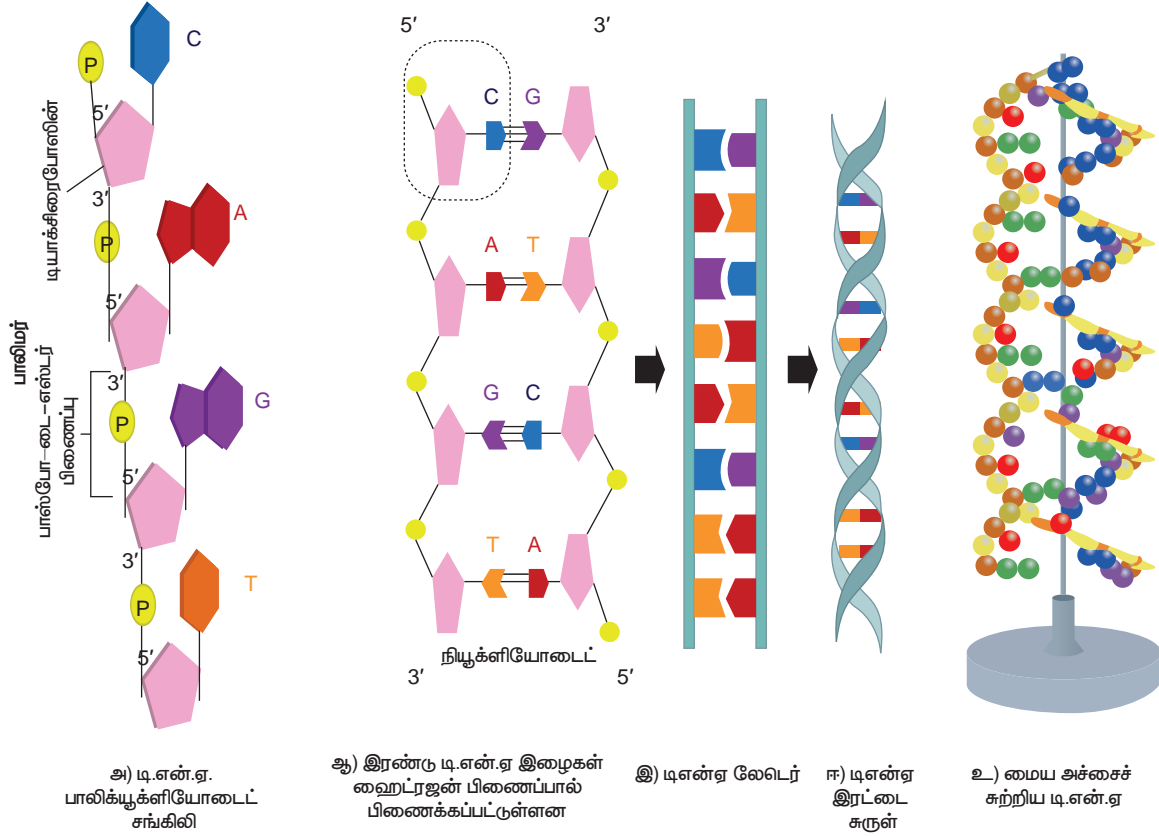 C
P
5′
டியாக்சிரைபோஸின்
3′
A
P
5′
பாலிமர்
பாஸ்போ–டை–எஸ்டர்
பிணைப்பு
3′
G
P
5′
3′
T
P
5′
5′ 3′
C G
A T
G C
T A
நியூக்ளியோடைட்
3′ 5′
அ) டி.என்.ஏ.
பாலிக்யூக்ளியோடைட்
சங்கிலி
ஆ) இரண்டு டி.என்.ஏ இழைகள்
ஹைட்ரஜன் பிணைப்பால்
பிணைக்கப்பட்டுள்ளன
இ) டிஎன்ஏ லேடெர்
ஈ) டிஎன்ஏ
இரட்டை
சுருள்
உ) மைய அச்சைச்
சுற்றிய டி.என்.ஏ